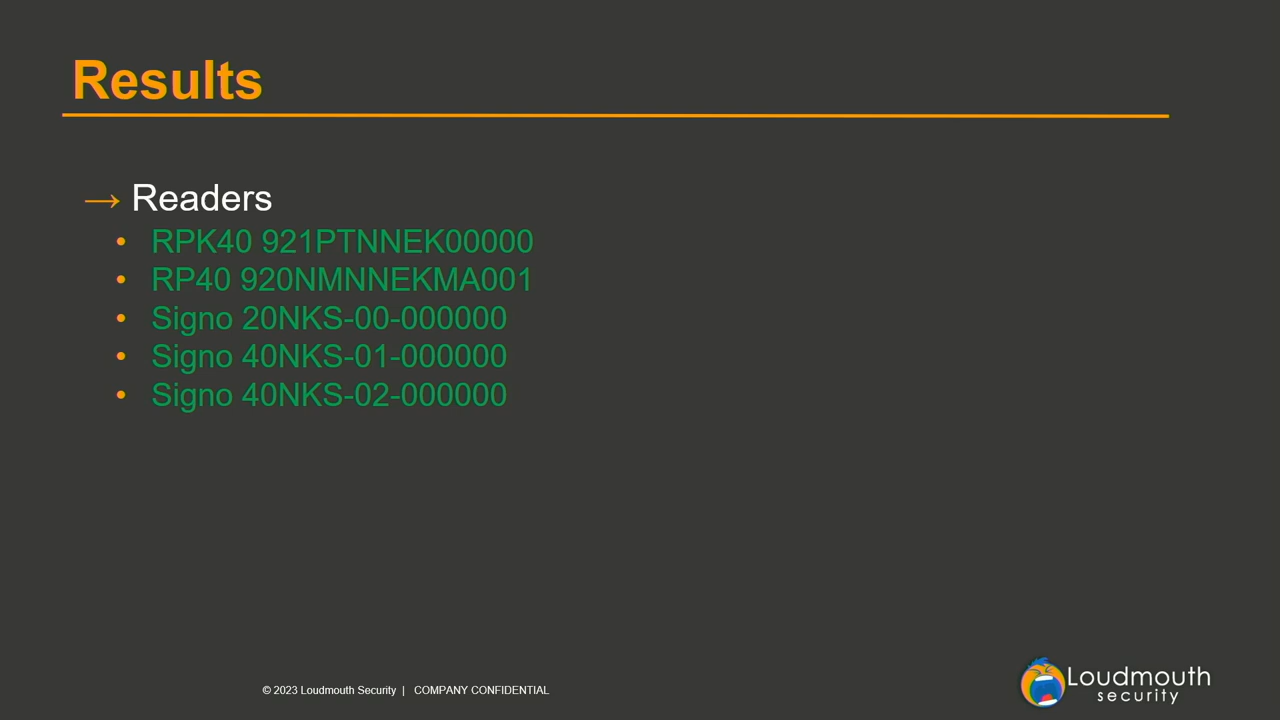 Results
→ Readers
• RPK40 921PTNNEK00000
• RP40 920NMNNEKMA001
• Signo 20NKS-00-000000
• Signo 40NKS-01-000000
• Signo 40NKS-02-000000
© 2023 Loudmouth Security | COMPANY CONFIDENTIAL
Loudmouth
security